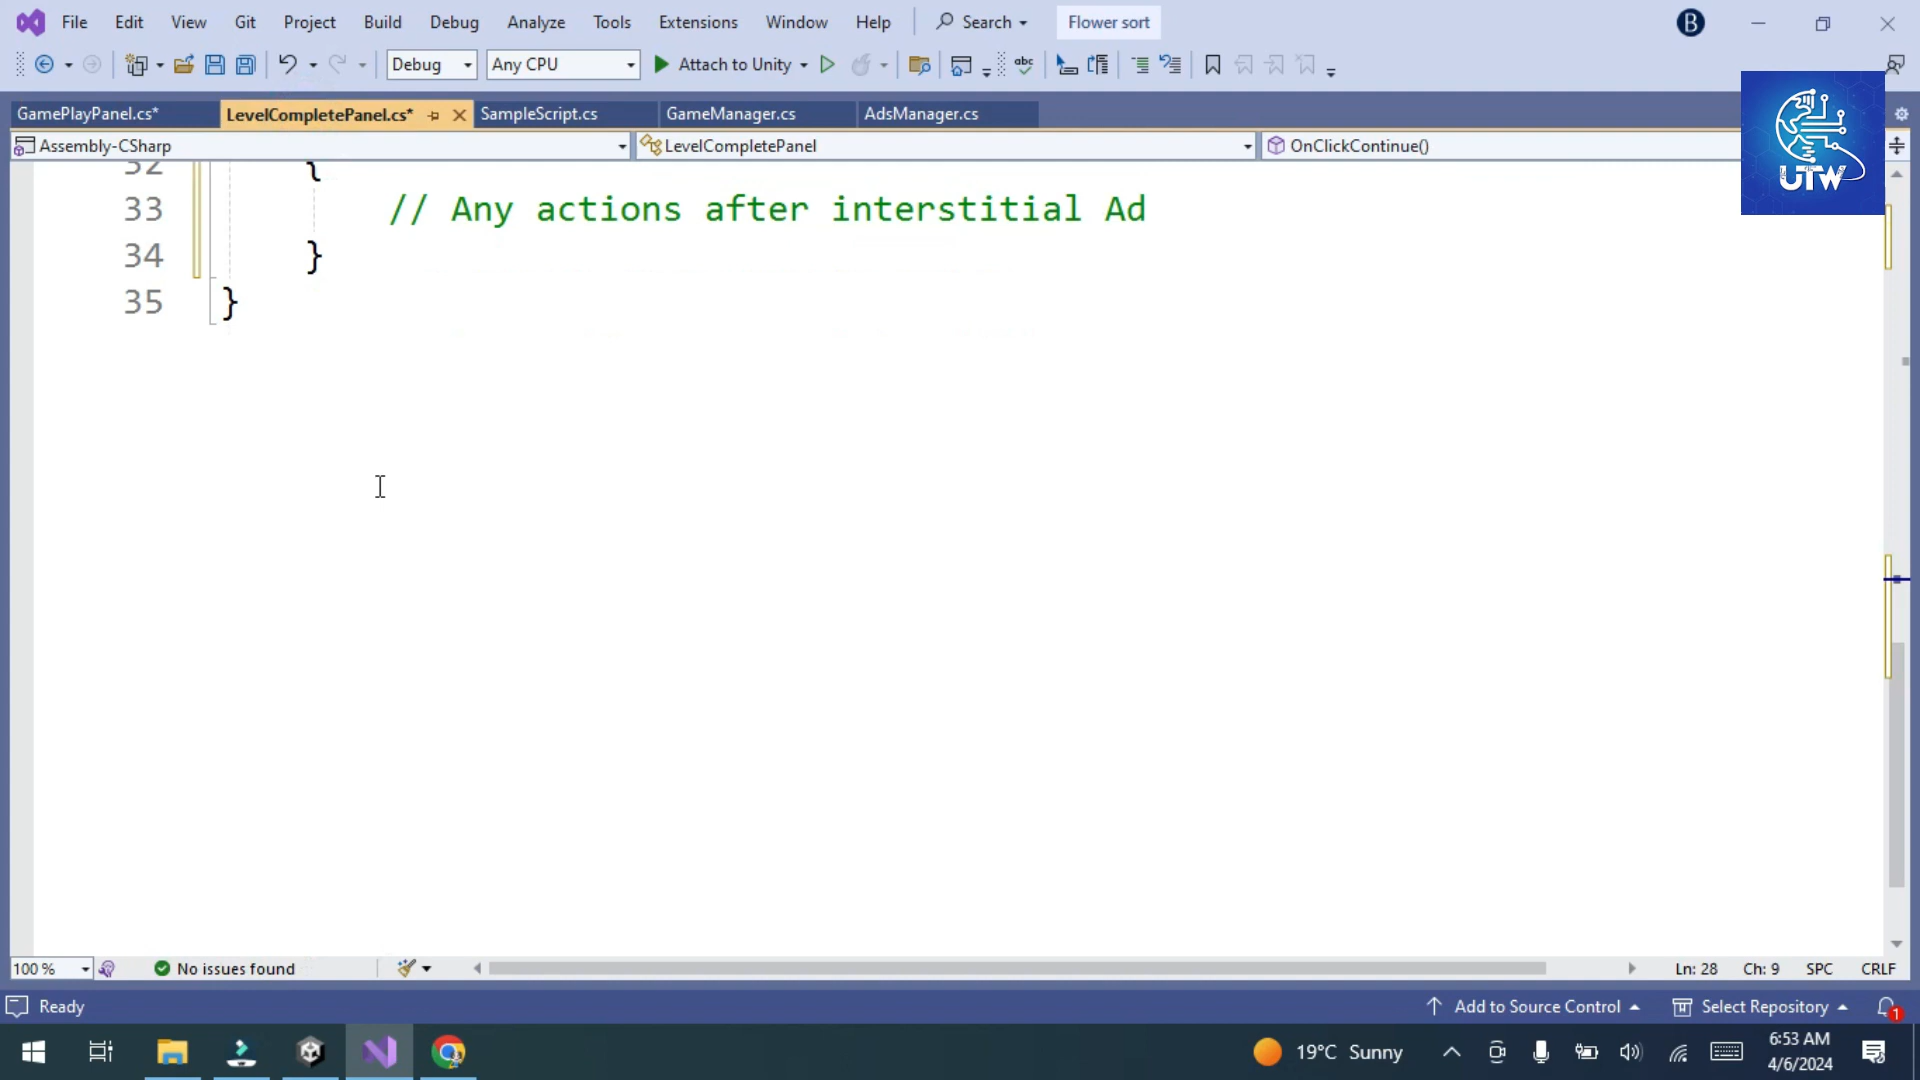 File Edit View Git Project Build Debug Analyze Tools Extensions Window Help Search Flower sort B
Debug Any CPU Attach to Unity abc
GamePlayPanel.cs* LevelCompletePanel.cs* SampleScript.cs GameManager.cs AdsManager.cs
Assembly-CSharp LevelCompletePanel OnClickContinue()
UTW
32 {
33 // Any actions after interstitial Ad
34 }
35 }
100 % No issues found Ln: 28 Ch: 9 SPC CRLF
Ready Add to Source Control Select Repository 1
19°C Sunny 6:53 AM
4/6/2024